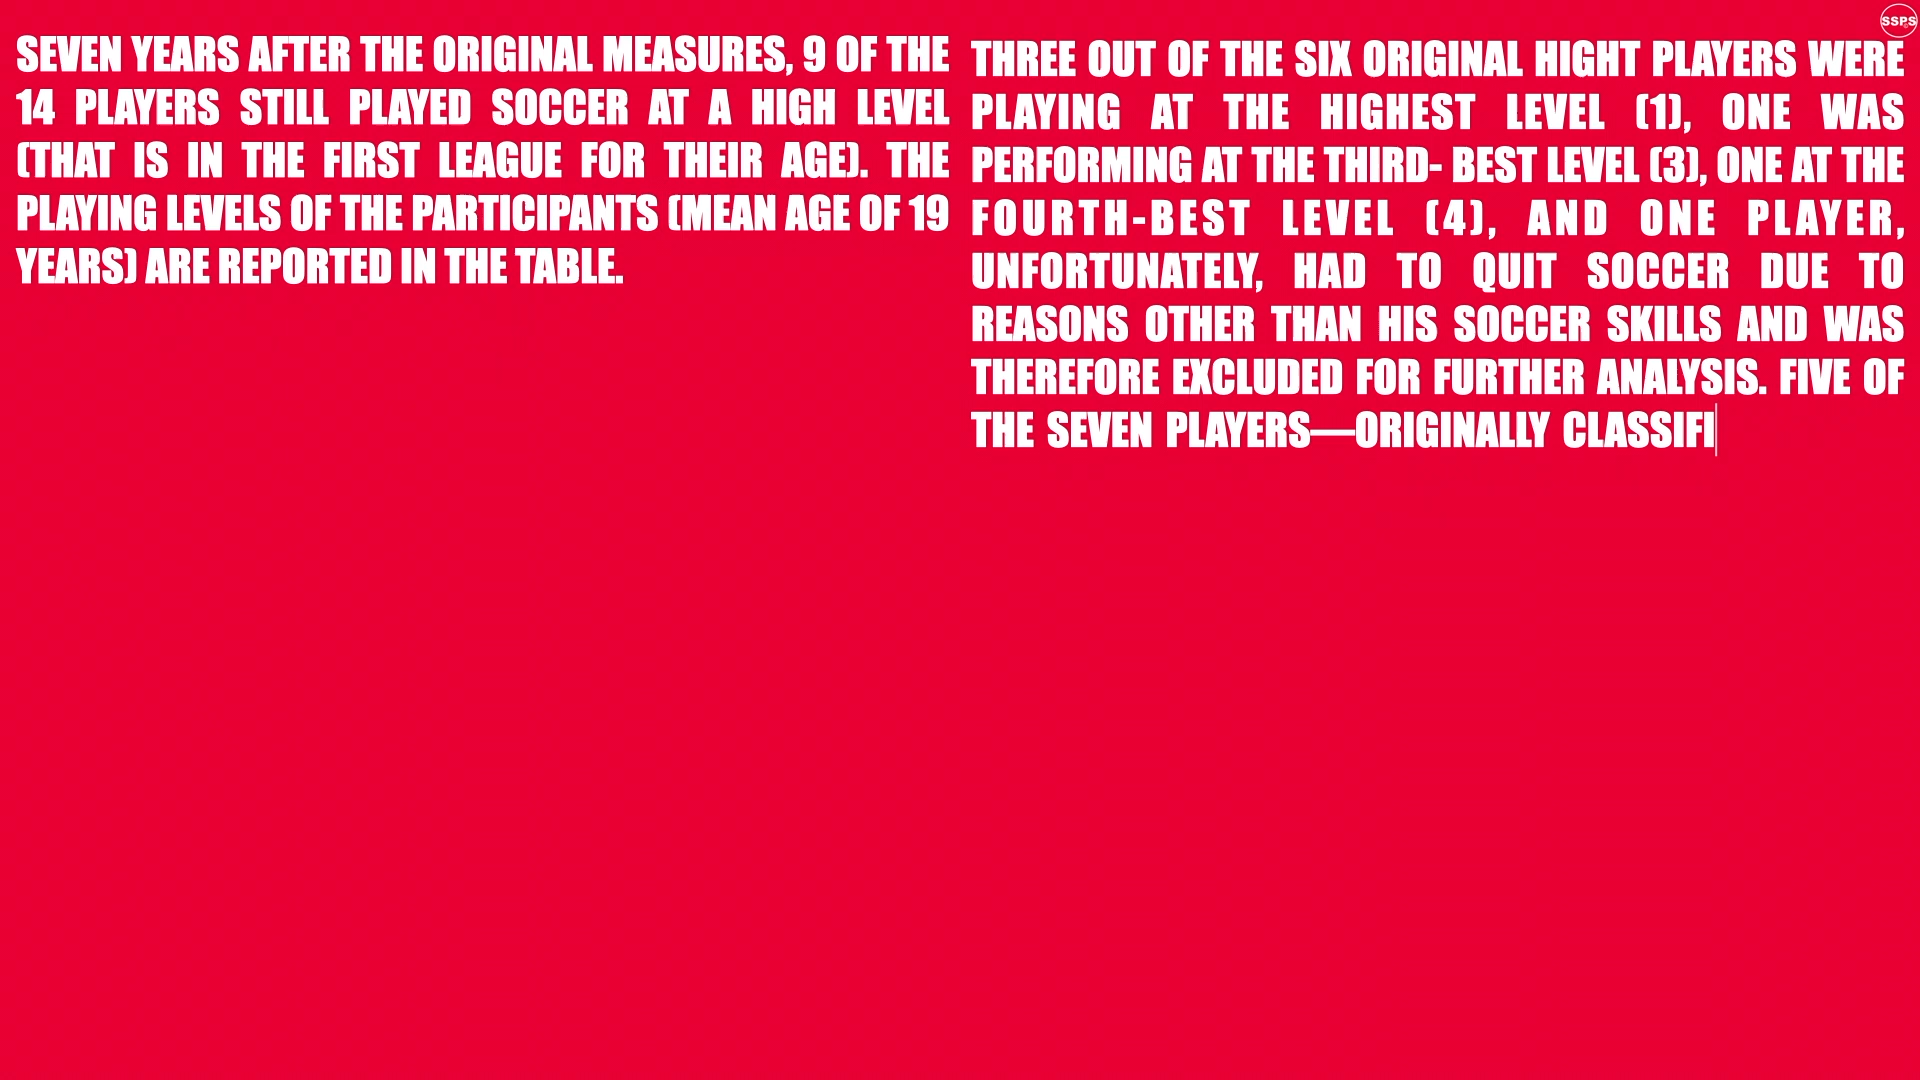 SEVEN YEARS AFTER THE ORIGINAL MEASURES, 9 OF THE
14 PLAYERS STILL PLAYED SOCCER AT A HIGH LEVEL
(THAT IS IN THE FIRST LEAGUE FOR THEIR AGE). THE
PLAYING LEVELS OF THE PARTICIPANTS (MEAN AGE OF 19
YEARS) ARE REPORTED IN THE TABLE.
SSPS
THREE OUT OF THE SIX ORIGINAL HIGHT PLAYERS WERE
PLAYING AT THE HIGHEST LEVEL (1), ONE WAS
PERFORMING AT THE THIRD- BEST LEVEL (3), ONE AT THE
FOURTH-BEST LEVEL (4), AND ONE PLAYER,
UNFORTUNATELY, HAD TO QUIT SOCCER DUE TO
REASONS OTHER THAN HIS SOCCER SKILLS AND WAS
THEREFORE EXCLUDED FOR FURTHER ANALYSIS. FIVE OF
THE SEVEN PLAYERS—ORIGINALLY CLASSIFI